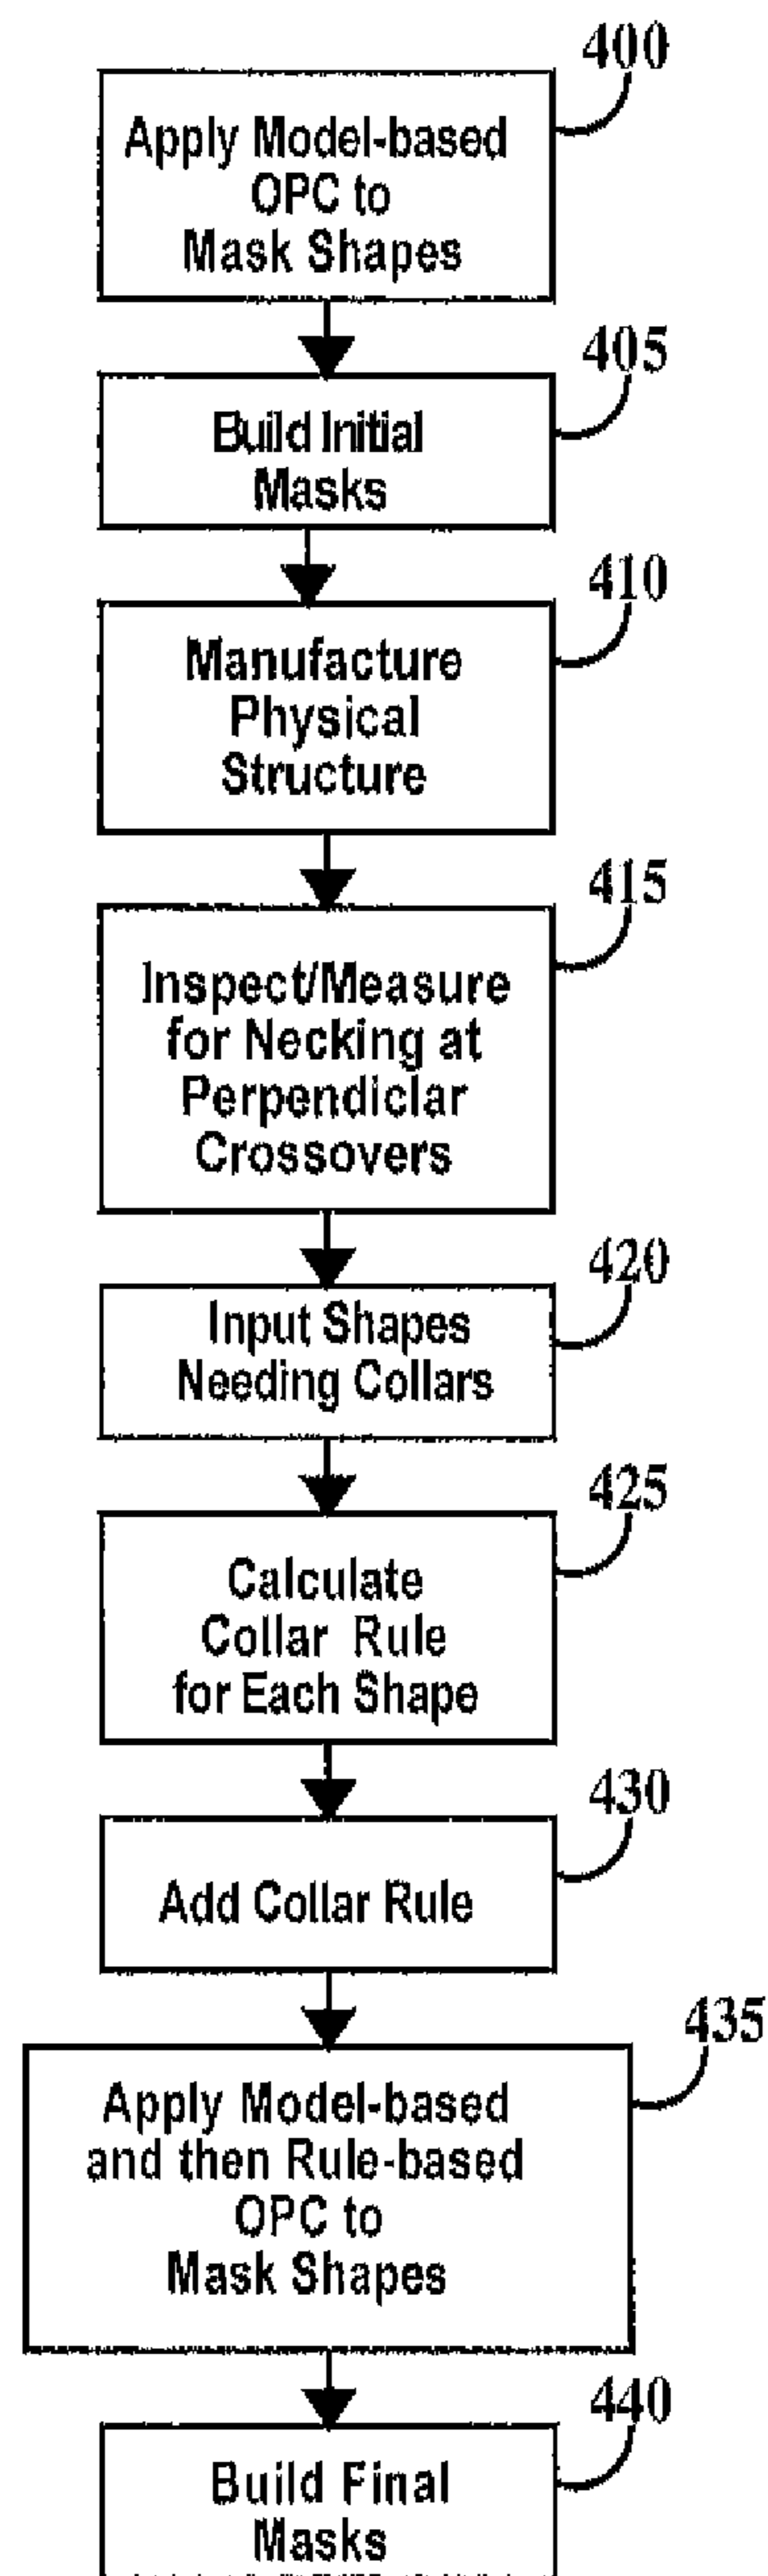 400
Apply Model-based
OPC to
Mask Shapes
405
Build Initial
Masks
410
Manufacture
Physical
Structure
415
Inspect/Measure
for Necking at
Perpendiclar
Crossovers
420
Input Shapes
Needing Collars
425
Calculate
Collar Rule
for Each Shape
430
Add Collar Rule
435
Apply Model-based
and then Rule-based
OPC to
Mask Shapes
440
Build Final
Masks